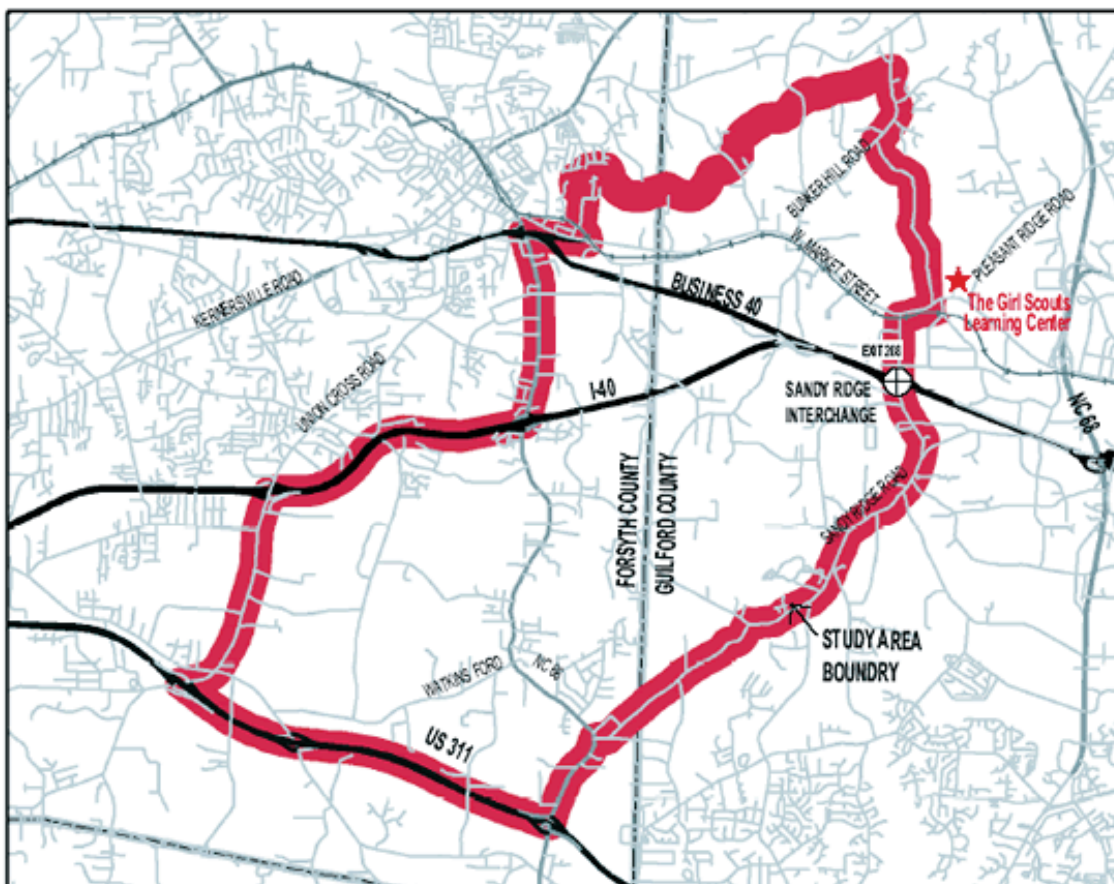 BUNKER HILL ROAD
PLEASANT RIDGE ROAD
W. MARKET STREET
KERNERSVILLE ROAD
BUSINESS 40
The Girl Scouts
Learning Center
EXIT 208
UNION CROSS ROAD
I-40
SANDY RIDGE
INTERCHANGE
NC 68
SANDY RIDGE ROAD
FORSYTH COUNTY
GUILFORD COUNTY
STUDY AREA
BOUNDRY
WATKINS FORD
NC 66
US 311